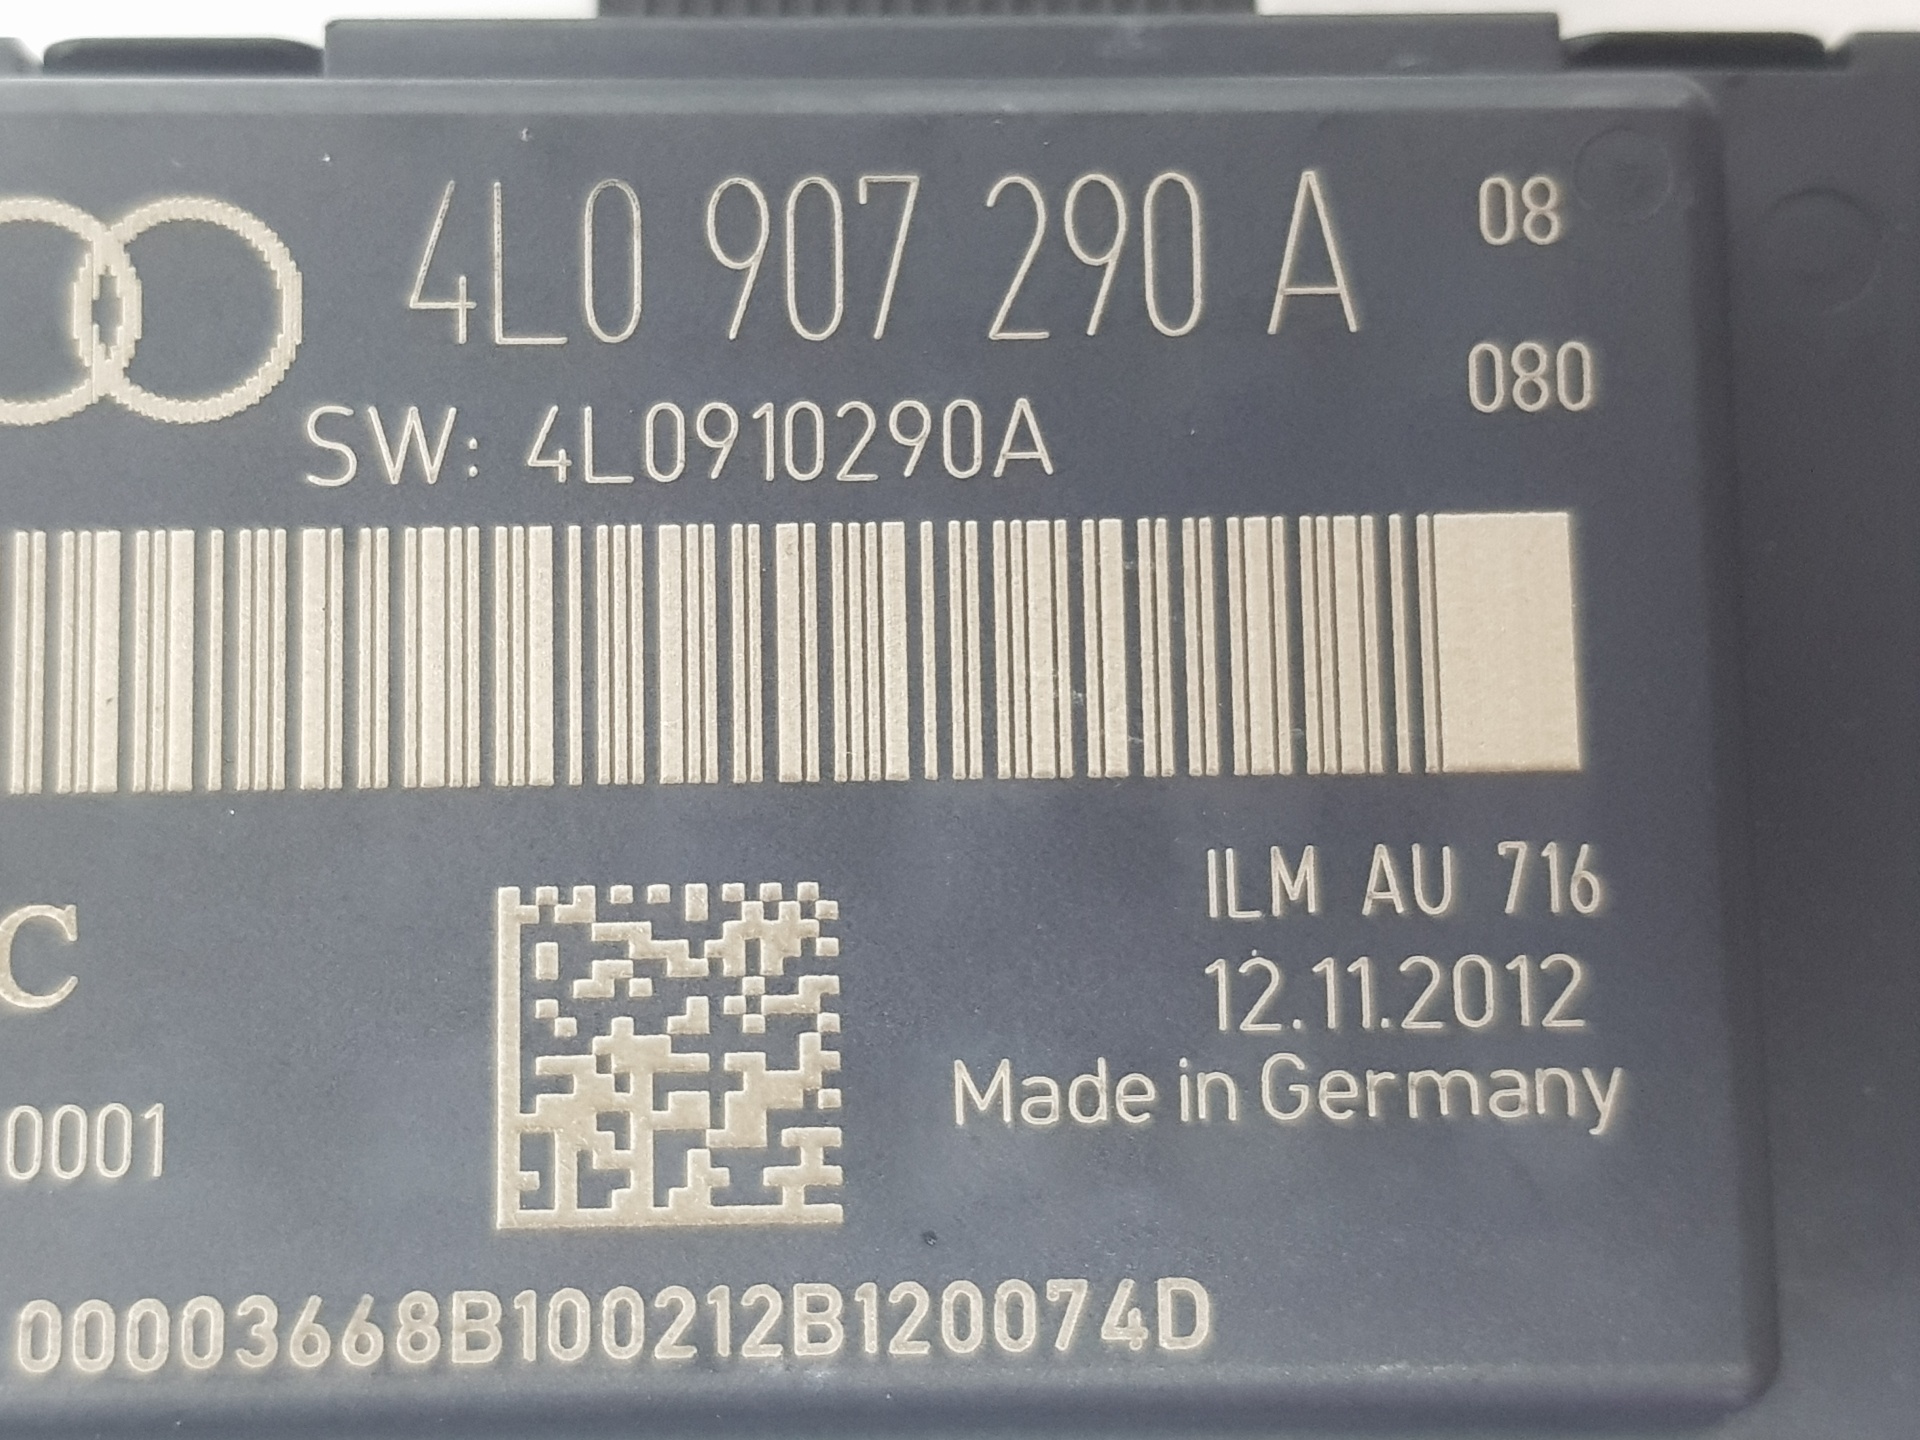 4L0 907 290 A 08
080
SW: 4L0910290A
ILM AU 716
C
12.11.2012
Made in Germany
0001
00003668B100212B120074D